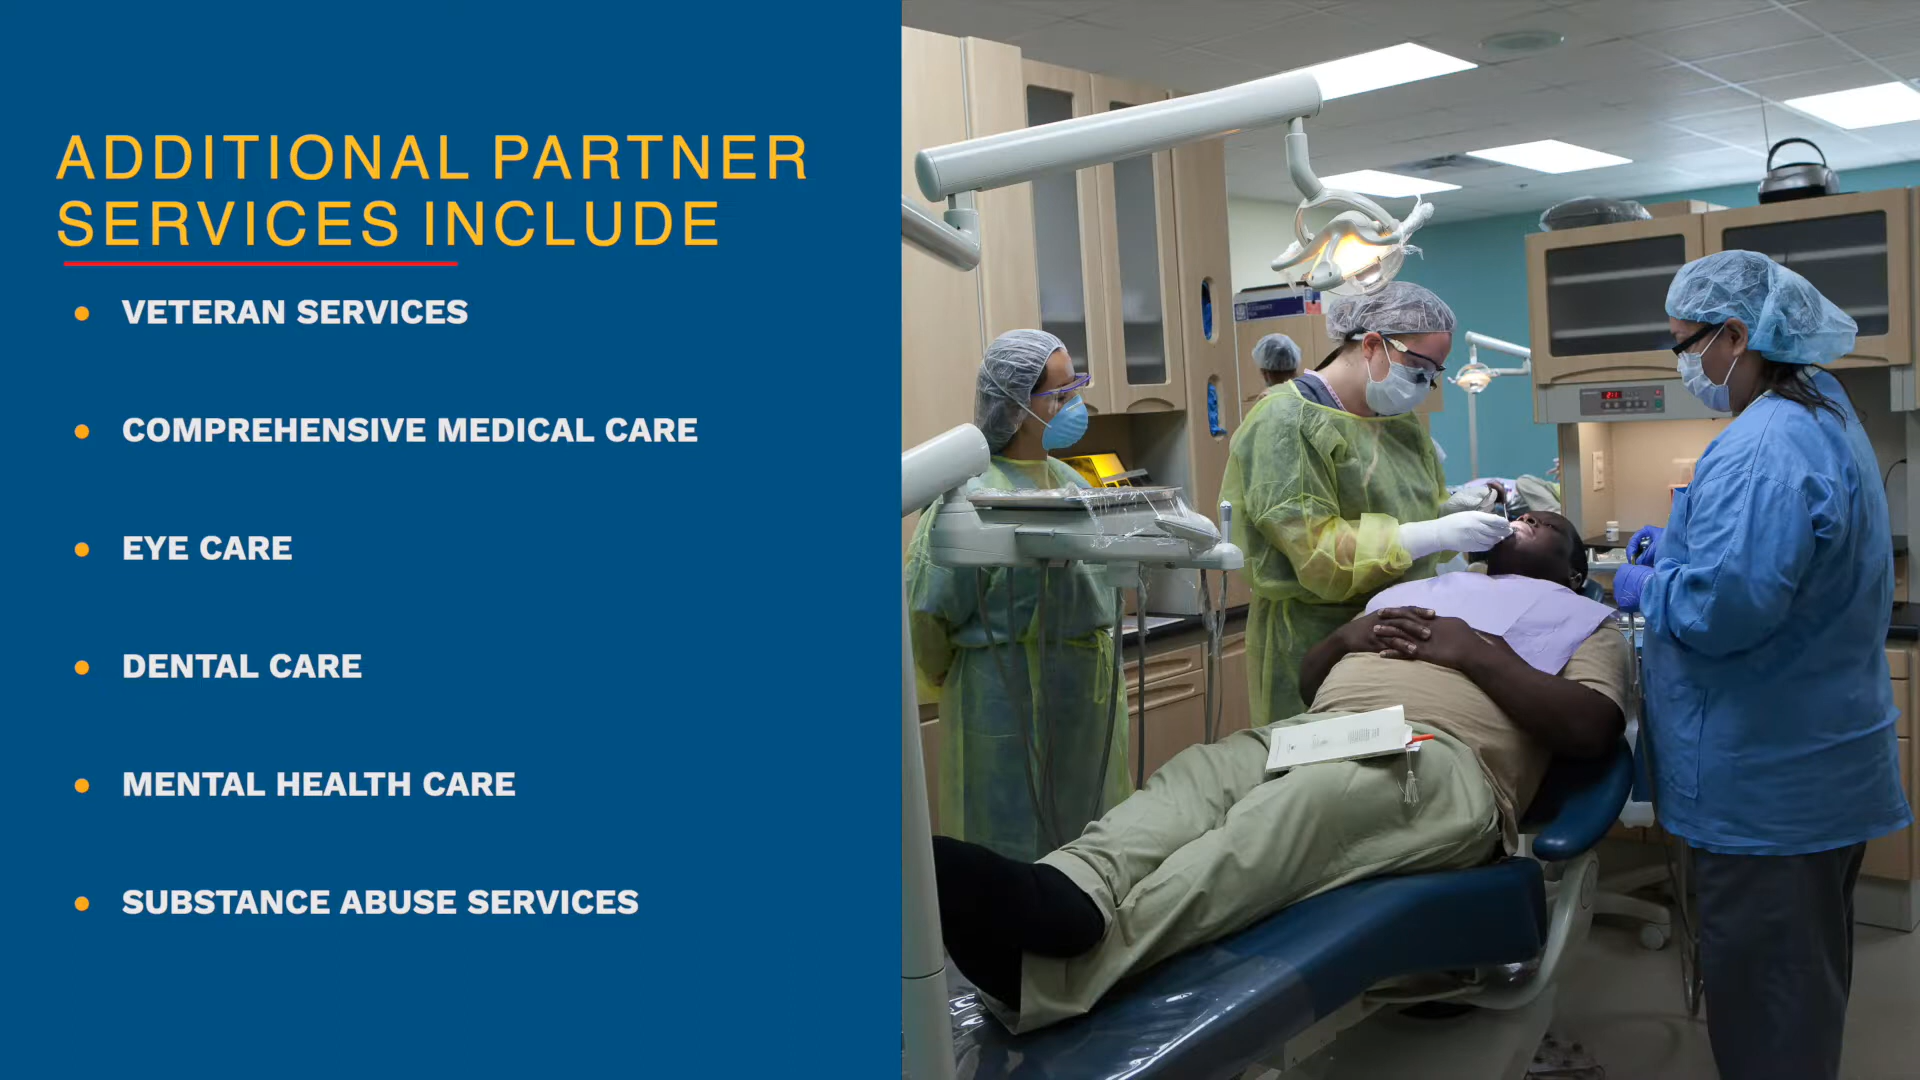 ADDITIONAL PARTNER
SERVICES INCLUDE
VETERAN SERVICES
COMPREHENSIVE MEDICAL CARE
EYE CARE
DENTAL CARE
MENTAL HEALTH CARE
SUBSTANCE ABUSE SERVICES